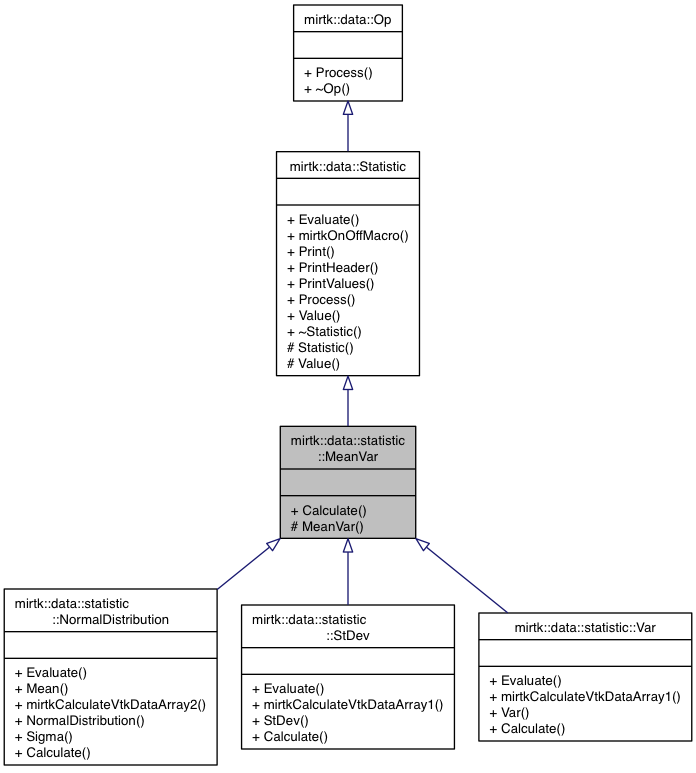 mirtk::data::Op
+ Process()
+ ~Op()
mirtk::data::Statistic
+ Evaluate()
+ mirtkOnOffMacro()
+ Print()
+ PrintHeader()
+ PrintValues()
+ Process()
+ Value()
+ ~Statistic()
# Statistic()
# Value()
mirtk::data::statistic
::MeanVar
+ Calculate()
# MeanVar()
mirtk::data::statistic
::NormalDistribution
+ Evaluate()
+ Mean()
+ mirtkCalculateVtkDataArray2()
+ NormalDistribution()
+ Sigma()
+ Calculate()
mirtk::data::statistic
::StDev
+ Evaluate()
+ mirtkCalculateVtkDataArray1()
+ StDev()
+ Calculate()
mirtk::data::statistic::Var
+ Evaluate()
+ mirtkCalculateVtkDataArray1()
+ Var()
+ Calculate()